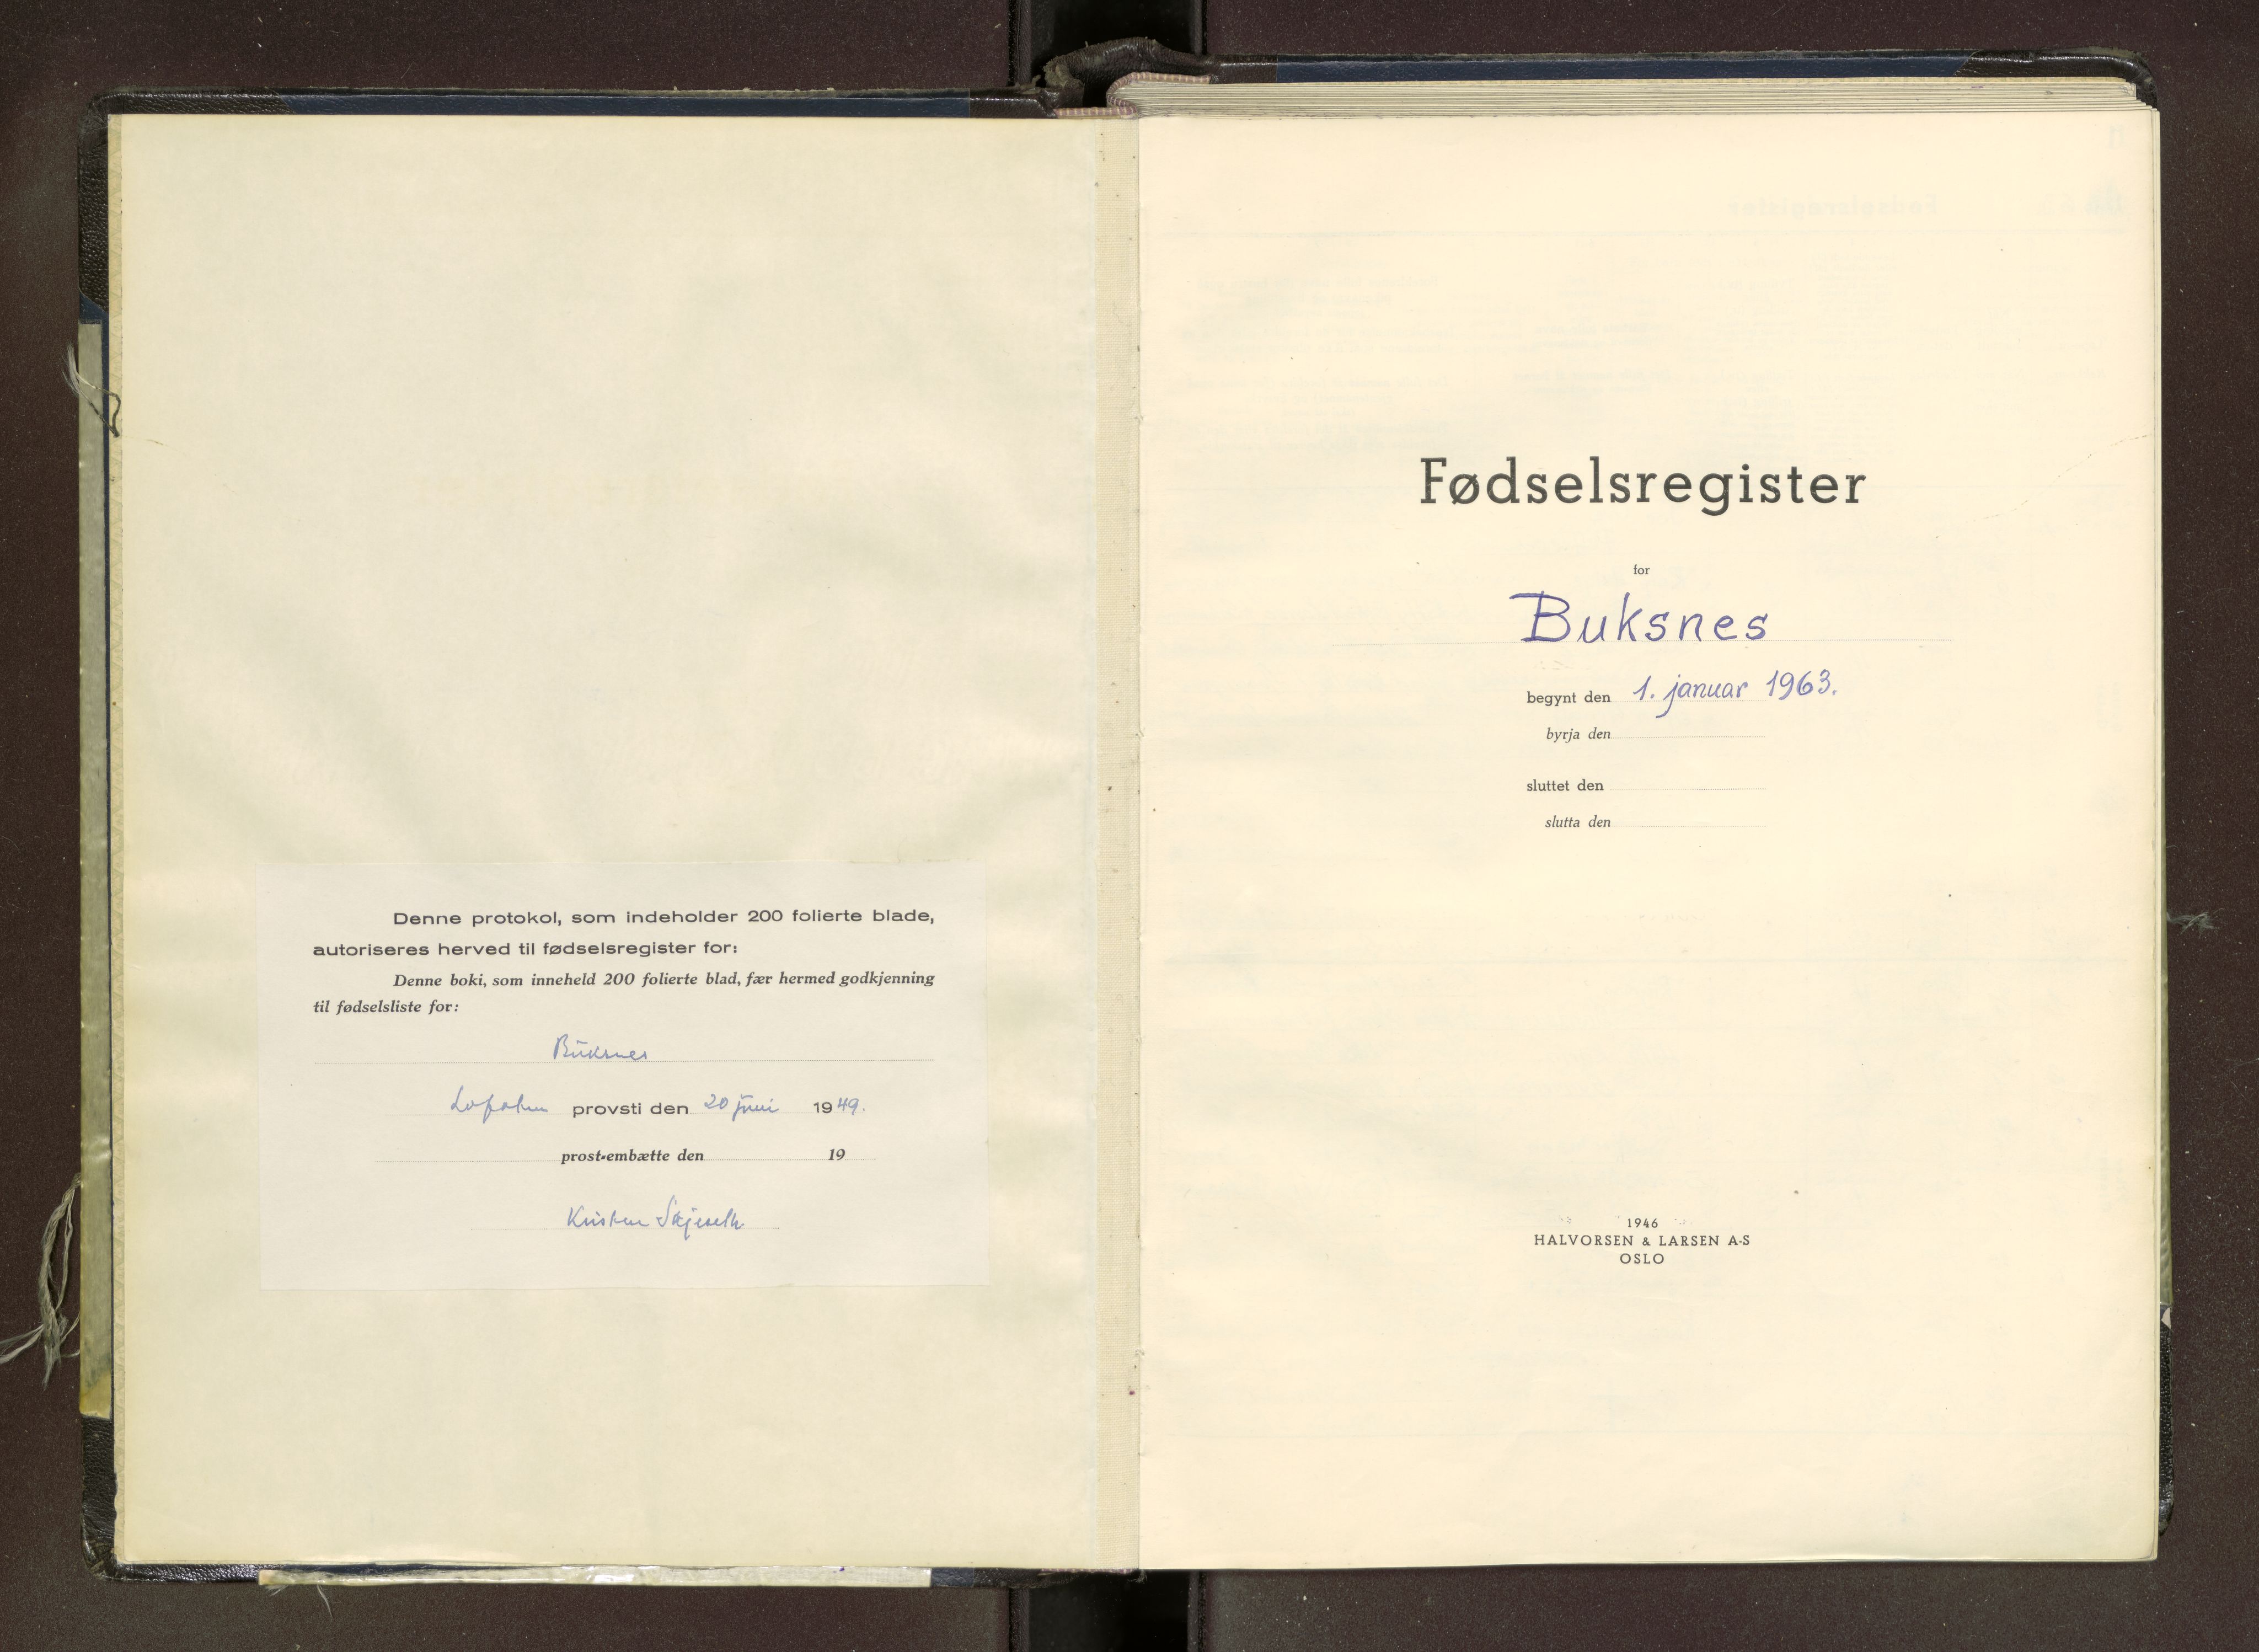 Denne protokol, som indeholder 200 folierte blade,
autoriseres herved til fødselsregister for:
Denne boki, som inneheld 200 folierte blad, fær hermed godkjenning
til fødselsliste for:
Buksnes
Lofoten provsti den 20 juni 1949.
prost-embætte den 19
Kristen Skjeseth
Fødselsregister
for
Buksnes
begynt den 1. januar 1963.
byrja den
sluttet den
slutta den
1946
HALVORSEN & LARSEN A-S
OSLO